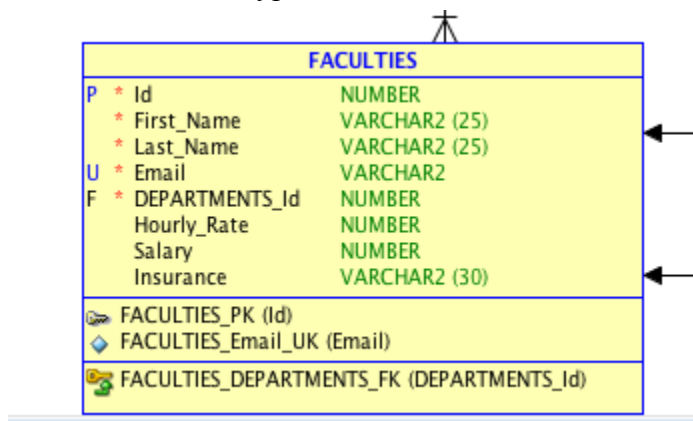 FACULTIES
P * Id NUMBER
* First_Name VARCHAR2 (25)
* Last_Name VARCHAR2 (25)
U * Email VARCHAR2
F * DEPARTMENTS_Id NUMBER
Hourly_Rate NUMBER
Salary NUMBER
Insurance VARCHAR2 (30)
FACULTIES_PK (Id)
FACULTIES_Email_UK (Email)
FACULTIES_DEPARTMENTS_FK (DEPARTMENTS_Id)